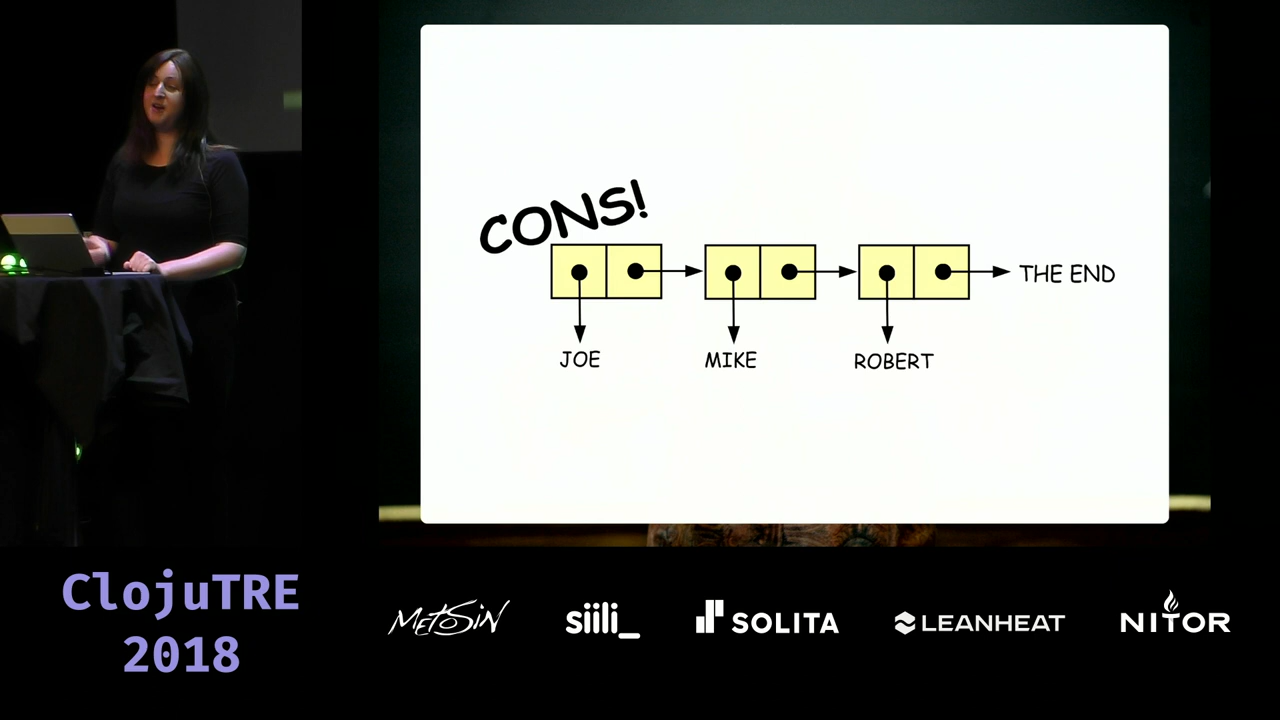 CONS!
THE END
JOE MIKE ROBERT
ClojuTRE
2018
METOSIN siili_ SOLITA LEANHEAT NITOR